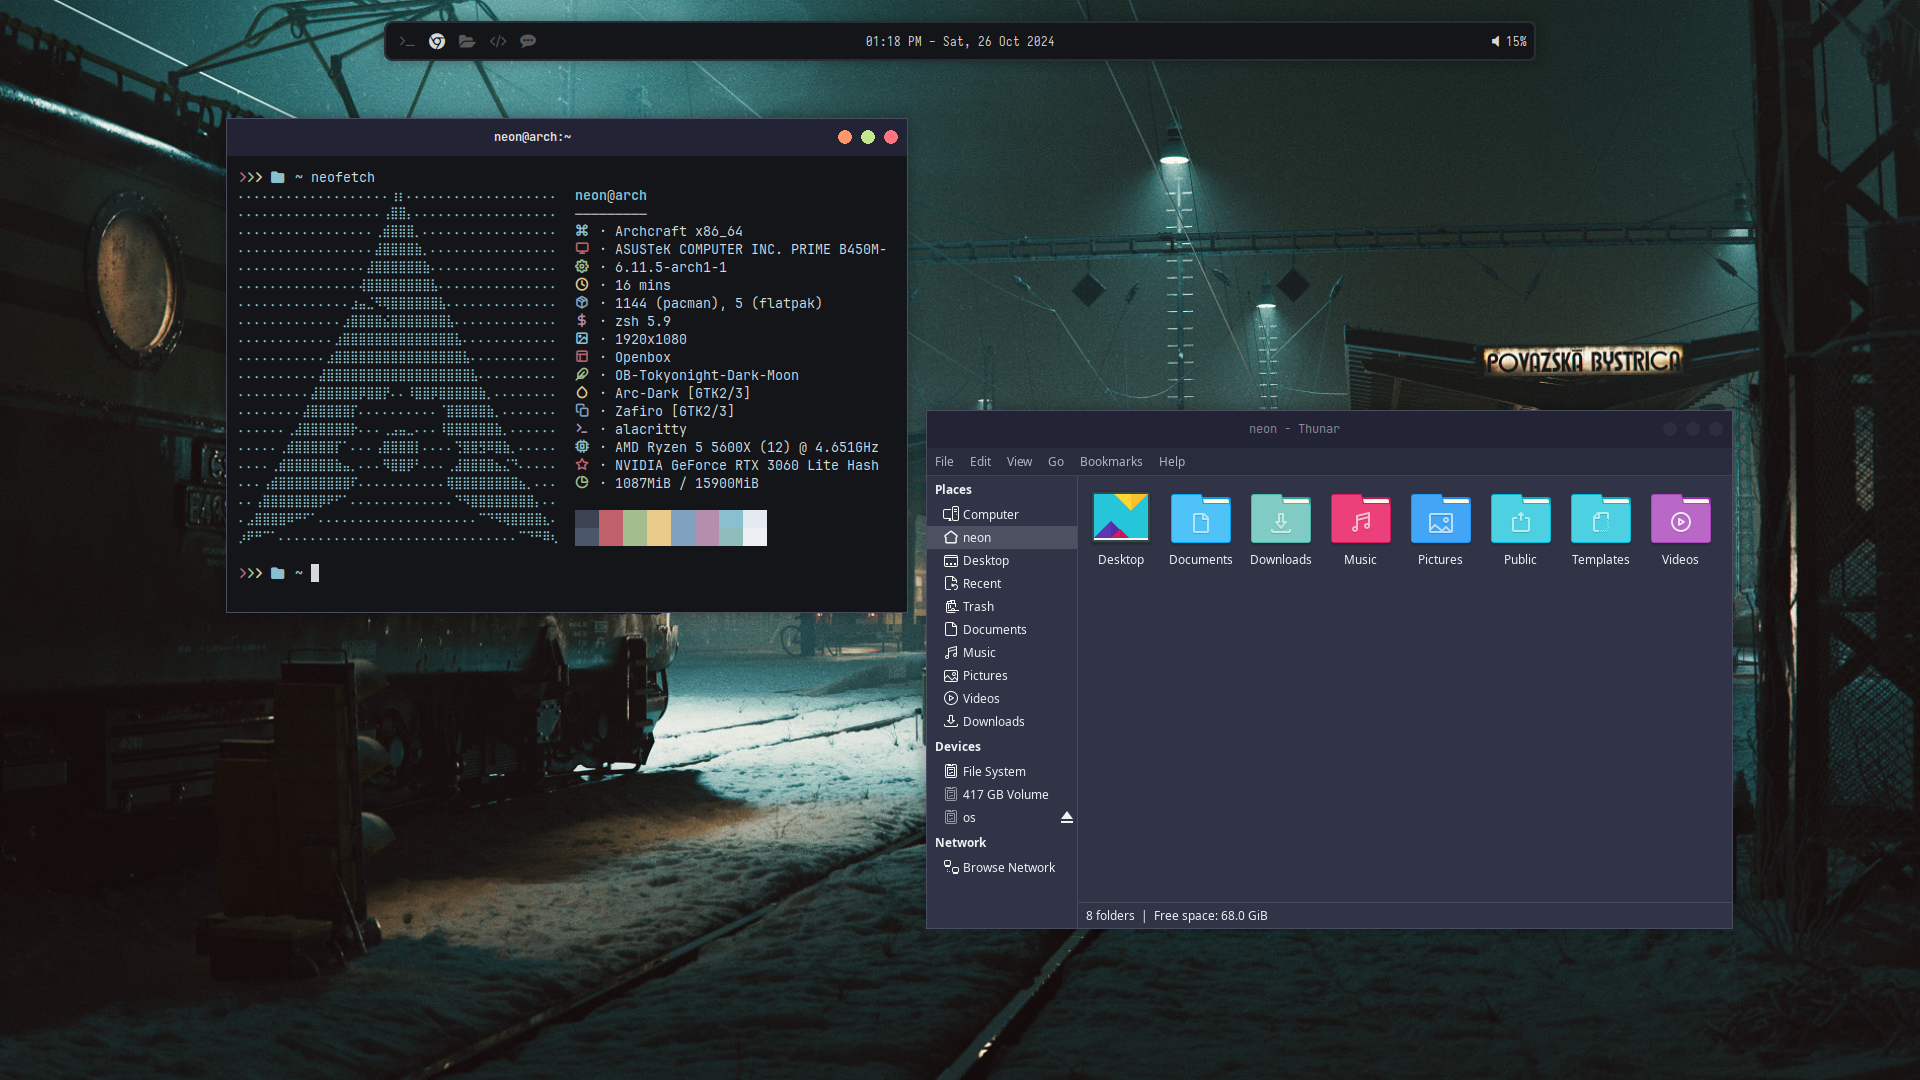 01:18 PM - Sat, 26 Oct 2024
15%
neon@arch:~
~ neofetch
neon@arch
Archcraft x86_64
ASUSTeK COMPUTER INC. PRIME B450M-
6.11.5-arch1-1
16 mins
1144 (pacman), 5 (flatpak)
zsh 5.9
1920x1080
Openbox
OB-Tokyonight-Dark-Moon
Arc-Dark [GTK2/3]
Zafiro [GTK2/3]
alacritty
AMD Ryzen 5 5600X (12) @ 4.651GHz
NVIDIA GeForce RTX 3060 Lite Hash
1087MiB / 15900MiB
~
POVAZSKÁ BYSTRICA
neon - Thunar
File Edit View Go Bookmarks Help
Places
Computer
neon
Desktop
Recent
Trash
Documents
Music
Pictures
Videos
Downloads
Devices
File System
417 GB Volume
os
Network
Browse Network
Desktop Documents Downloads Music Pictures Public Templates Videos
8 folders | Free space: 68.0 GiB